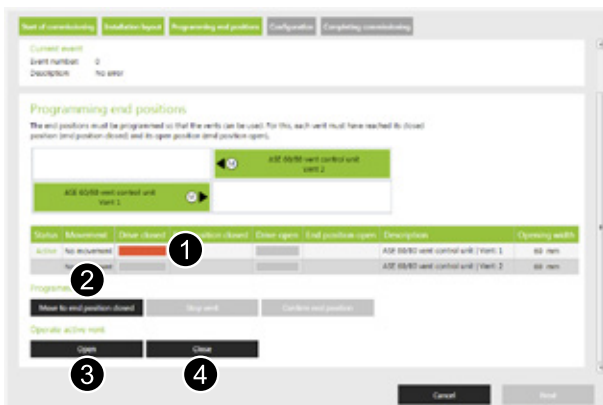 Start of commissioning Installation layout Programming end positions Configuration Completing commissioning
Current event
Event number: 0
Description: No error
Programming end positions
The end positions must be programmed so that the vents can be used. For this, each vent must have reached its closed
position (end position closed) and its open position (end position open).
ASE 60/80 vent control unit
Vent 2
ASE 60/80 vent control unit
Vent 1
Status Movement Drive closed position closed Drive open End position open Description Opening width
Active No movement ASE 60/80 vent control unit | Vent: 1 60 mm
1
ASE 60/80 vent control unit | Vent: 2 60 mm
2
Move to end position closed Stop vent Confirm end position
Operate active vent
Open Close
3 4
Cancel Next